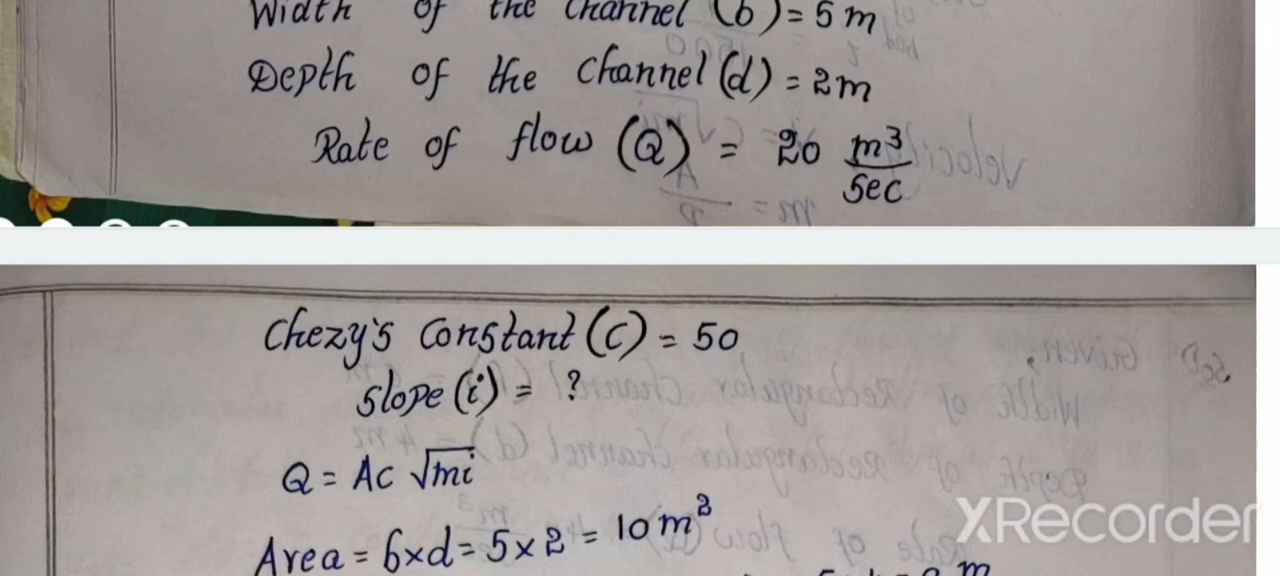 Width of the Channel (b) = 5 m
Depth of the Channel (d) = 2m
Rate of flow (Q) = 20 m³/Sec
Chezy's Constant (C) = 50
Slope (i) = ?
Q = AC √mi
Area = b×d = 5 × 2 = 10 m²
XRecorder